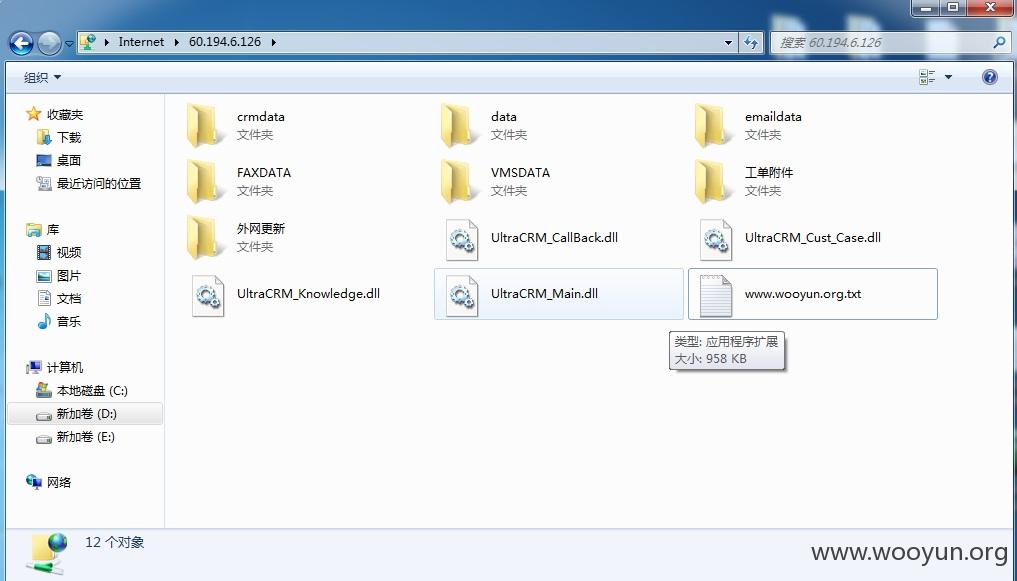 Internet
60.194.6.126
搜索 60.194.6.126
组织
收藏夹
下载
桌面
最近访问的位置
库
视频
图片
文档
音乐
计算机
本地磁盘 (C:)
新加卷 (D:)
新加卷 (E:)
网络
crmdata
文件夹
data
文件夹
emaildata
文件夹
FAXDATA
文件夹
VMSDATA
文件夹
工单附件
文件夹
外网更新
文件夹
UltraCRM_CallBack.dll
UltraCRM_Cust_Case.dll
UltraCRM_Knowledge.dll
UltraCRM_Main.dll
www.wooyun.org.txt
类型: 应用程序扩展
大小: 958 KB
12 个对象
www.wooyun.org